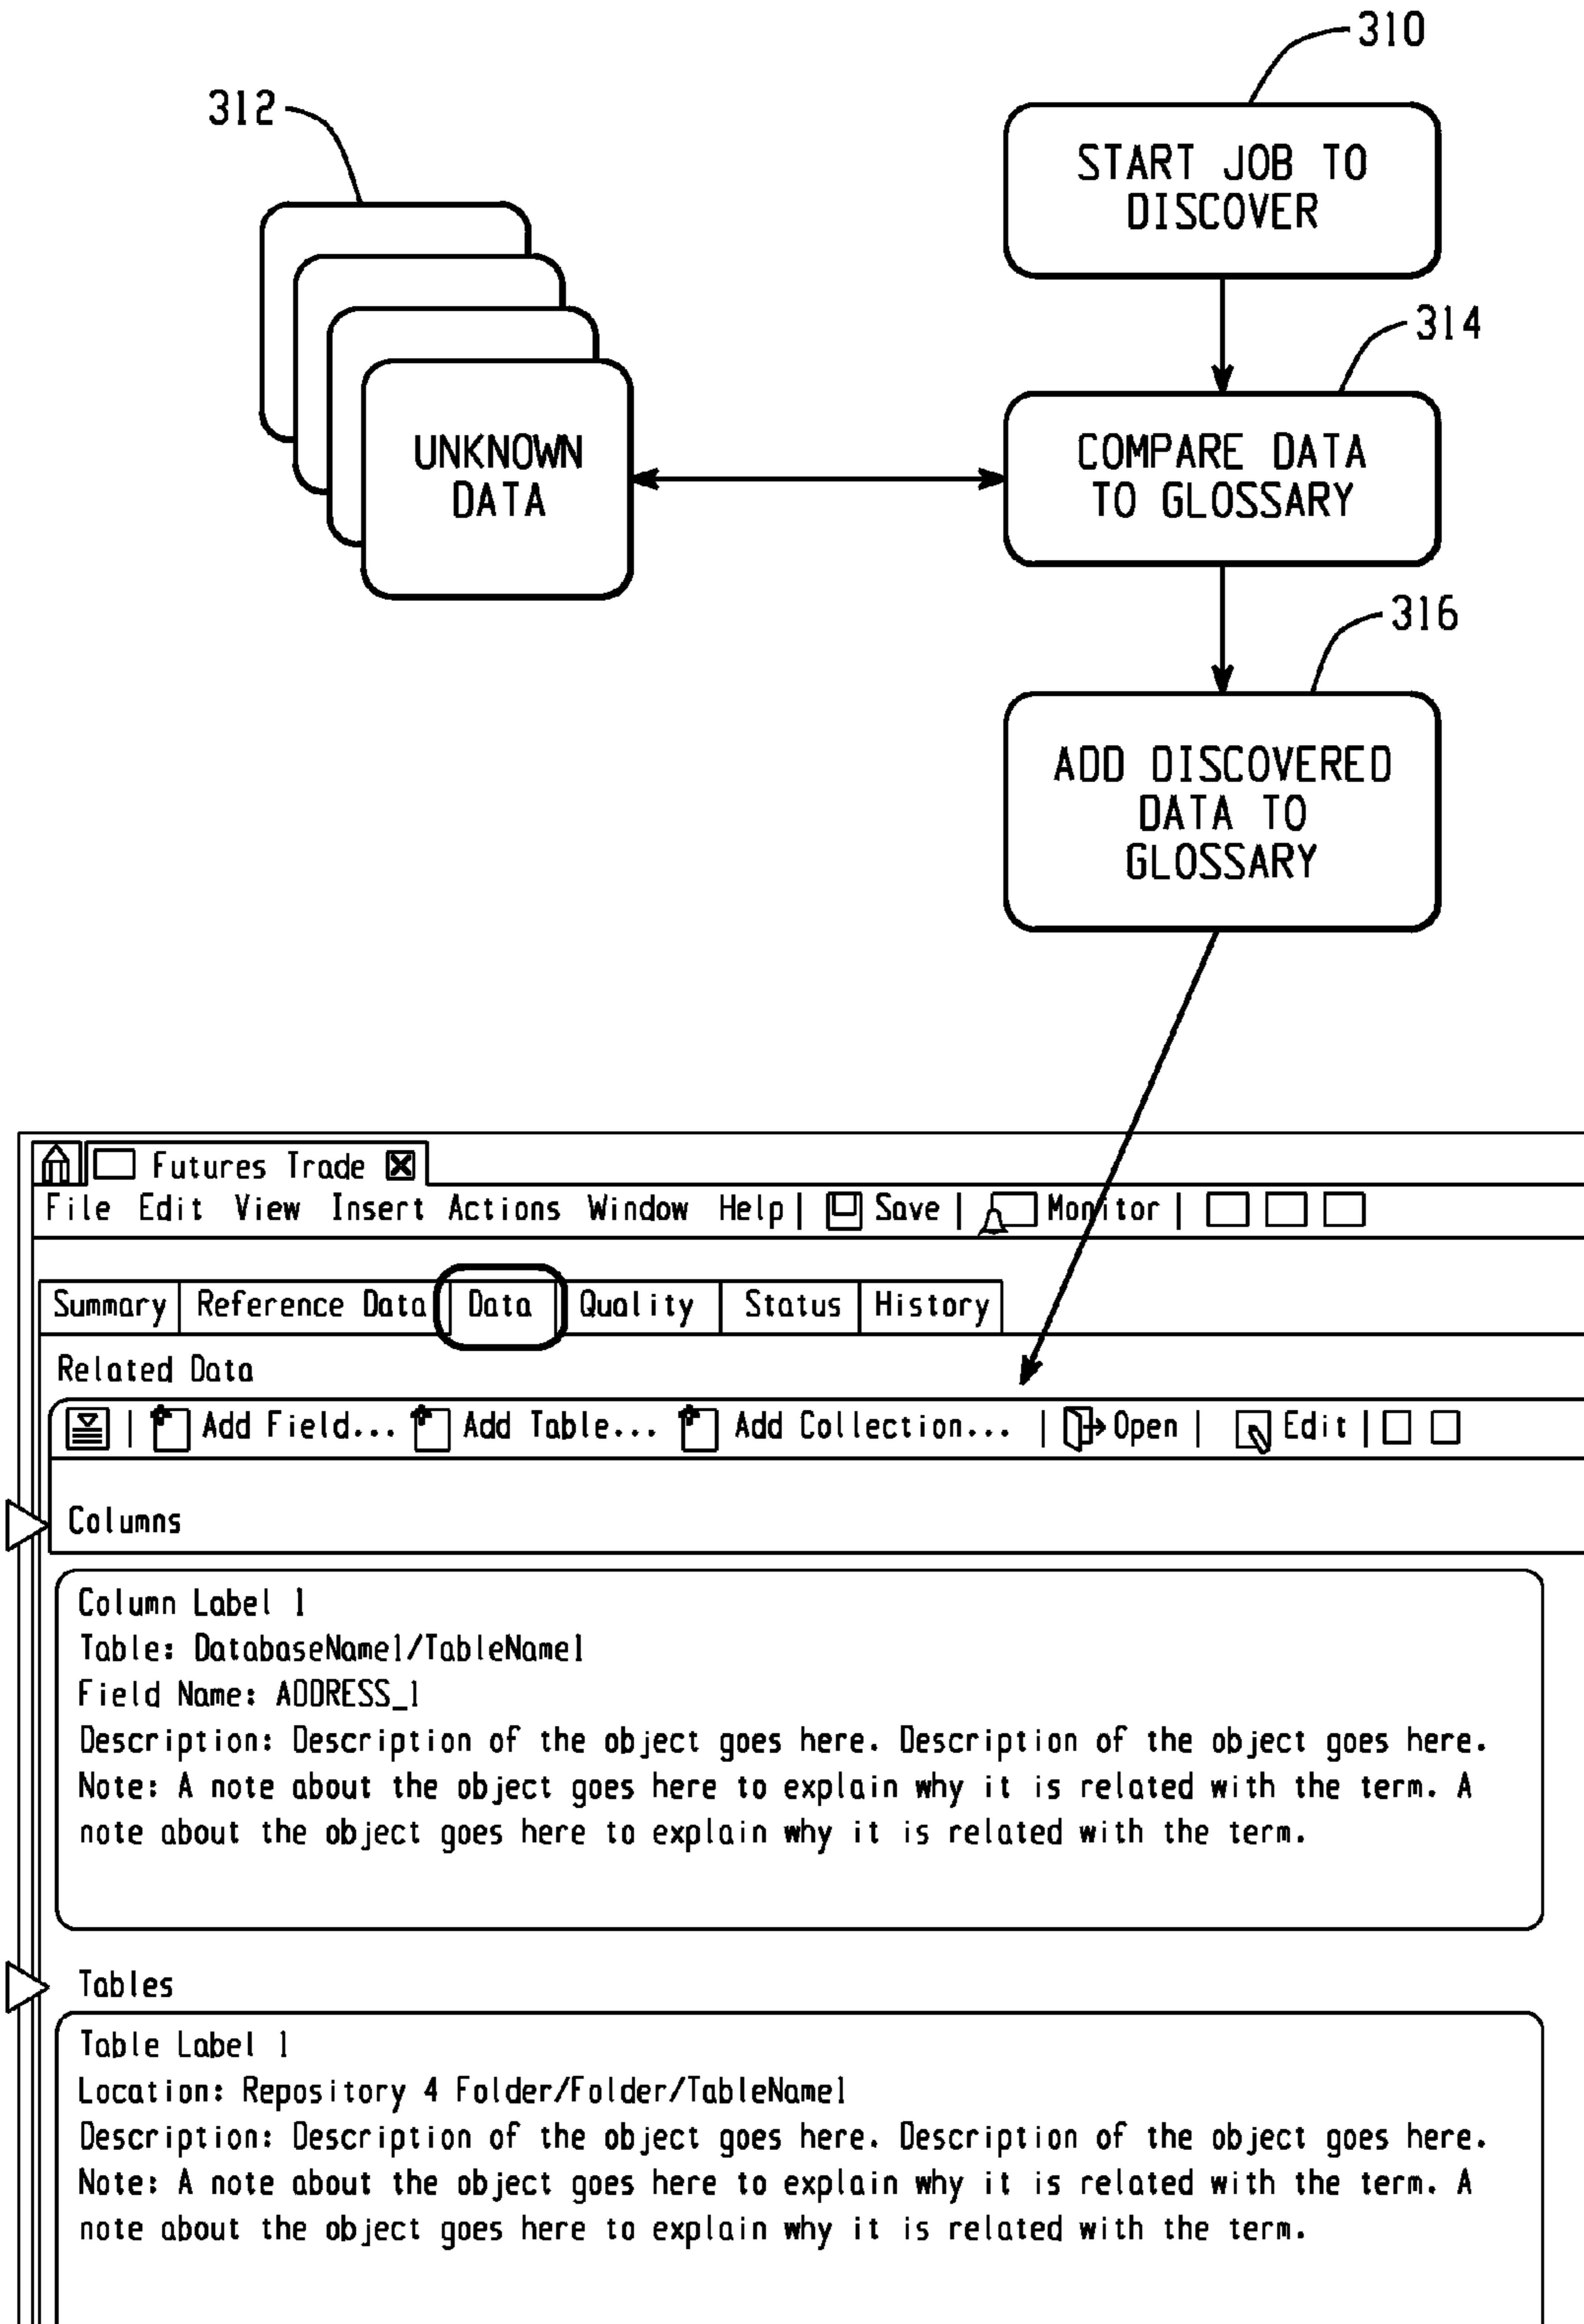 310
312
START JOB TO
DISCOVER
314
UNKNOWN
DATA
COMPARE DATA
TO GLOSSARY
316
ADD DISCOVERED
DATA TO
GLOSSARY
Futures Trade
File Edit View Insert Actions Window Help | Save | Monitor |
Summary Reference Data Data Quality Status History
Related Data
| Add Field... Add Table... Add Collection... | Open | Edit |
Columns
Column Label 1
Table: DatabaseName1/TableName1
Field Name: ADDRESS_1
Description: Description of the object goes here. Description of the object goes here.
Note: A note about the object goes here to explain why it is related with the term. A
note about the object goes here to explain why it is related with the term.
Tables
Table Label 1
Location: Repository 4 Folder/Folder/TableName1
Description: Description of the object goes here. Description of the object goes here.
Note: A note about the object goes here to explain why it is related with the term. A
note about the object goes here to explain why it is related with the term.